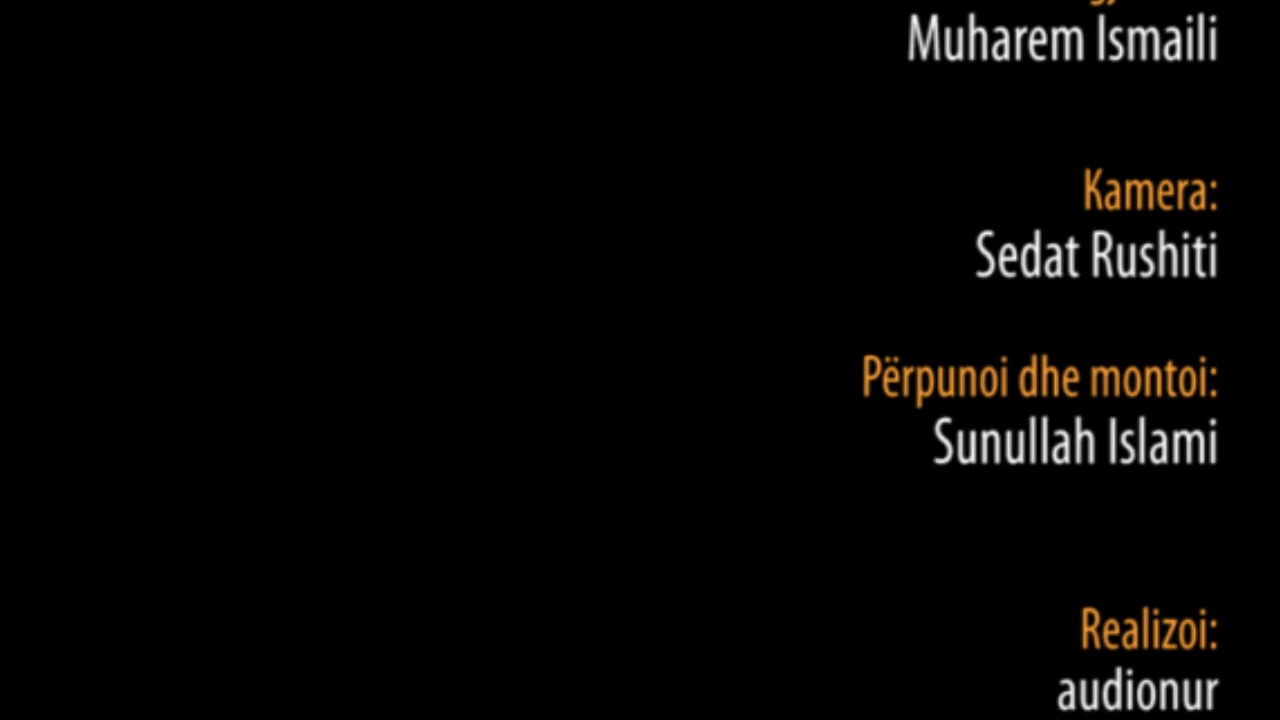 Muharem Ismaili
Kamera:
Sedat Rushiti
Përpunoi dhe montoi:
Sunullah Islami
Realizoi:
audionur